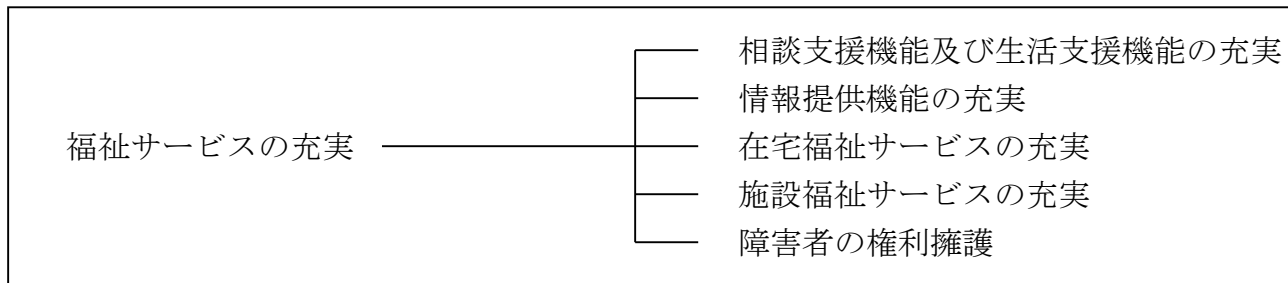 福祉サービスの充実
相談支援機能及び生活支援機能の充実
情報提供機能の充実
在宅福祉サービスの充実
施設福祉サービスの充実
障害者の権利擁護